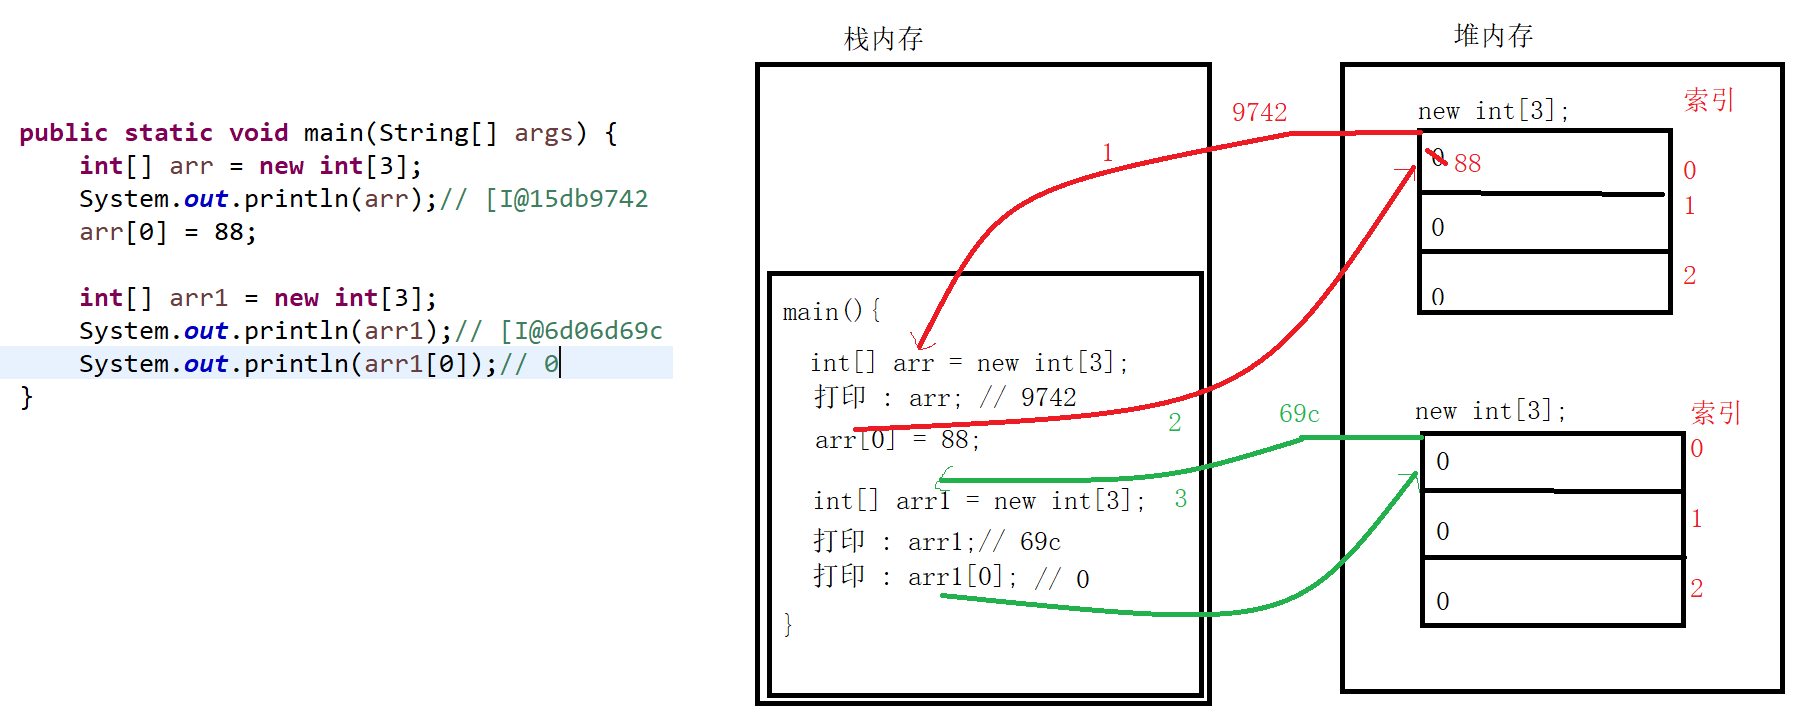 public static void main(String[] args) {
int[] arr = new int[3];
System.out.println(arr);// [I@15db9742
arr[0] = 88;
int[] arr1 = new int[3];
System.out.println(arr1);// [I@6d06d69c
System.out.println(arr1[0]);// 0
}
栈内存
main(){
int[] arr = new int[3];
打印 : arr; // 9742
arr[0] = 88;
int[] arr1 = new int[3];
打印 : arr1;// 69c
打印 : arr1[0]; // 0
}
1
2
3
9742
69c
堆内存
new int[3];
索引
0 88
0
0
0
1
2
new int[3];
索引
0
0
0
0
1
2